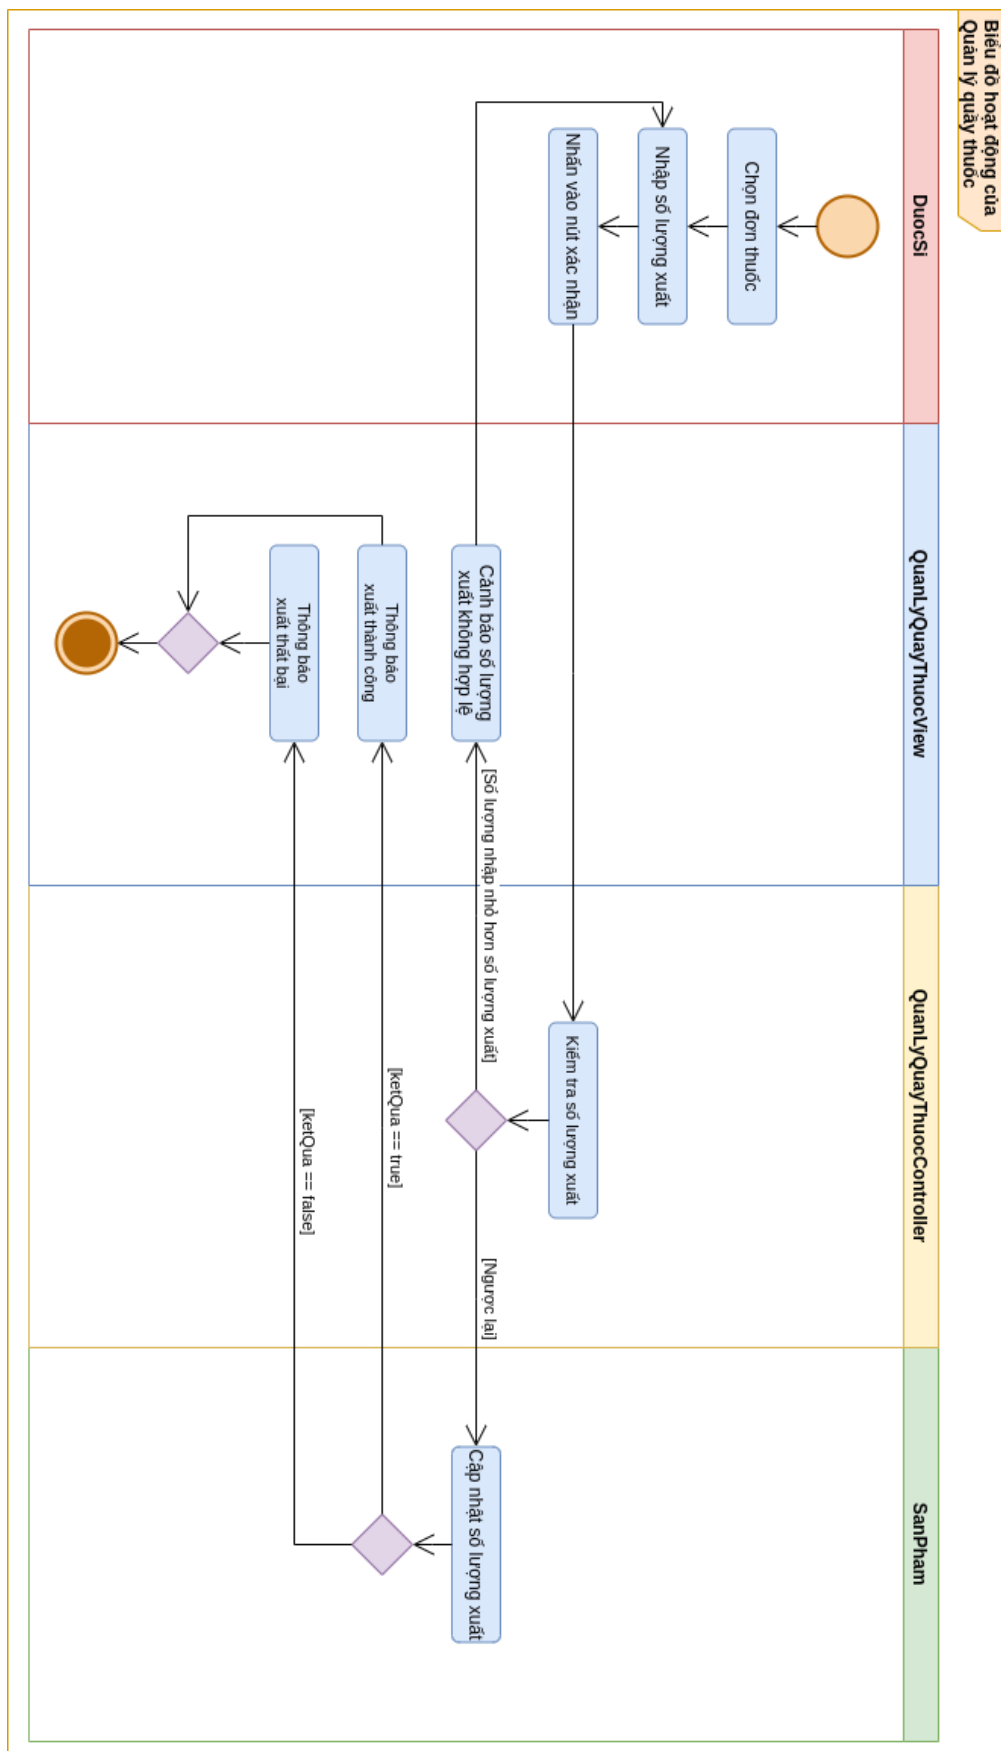 Biểu đồ hoạt động của
Quản lý quầy thuốc
DuocSi
QuanLyQuayThuocView
QuanLyQuayThuocController
SanPham
Chọn đơn thuốc
Nhập số lượng xuất
Nhấn vào nút xác nhận
Kiểm tra số lượng xuất
[Số lượng nhập nhỏ hơn số lượng xuất]
[Ngược lại]
Cảnh báo số lượng
xuất không hợp lệ
Cập nhật số lượng xuất
[ketQua == true]
Thông báo
xuất thành công
[ketQua == false]
Thông báo
xuất thất bại